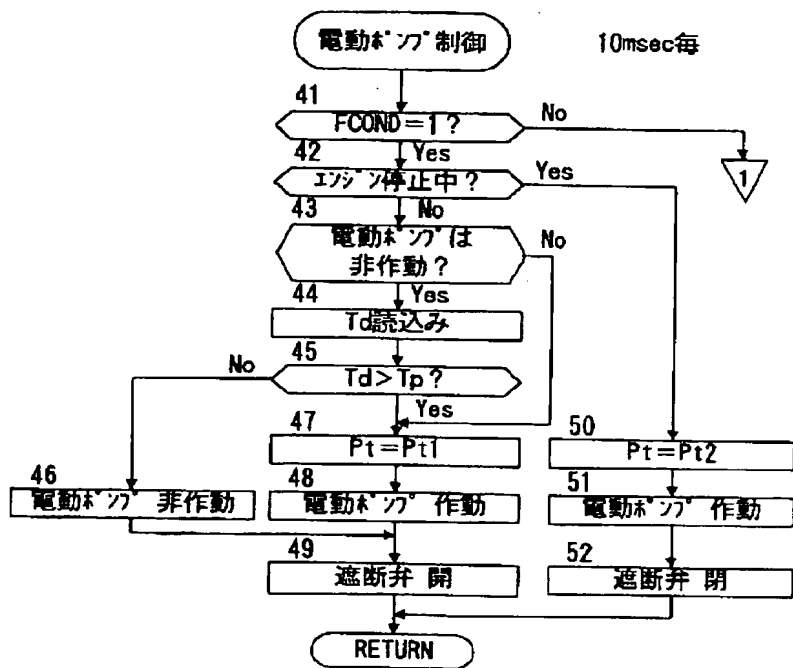 電動ポンプ制御
10msec毎
41
FCOND=1?
No
Yes
42
エンジン停止中?
Yes
1
43
No
電動ポンプは
非作動?
No
44
Yes
Td読込み
45
No
Td>Tp?
Yes
47
Pt=Pt1
50
Pt=Pt2
46
電動ポンプ 非作動
48
電動ポンプ 作動
51
電動ポンプ 作動
49
遮断弁 開
52
遮断弁 閉
RETURN